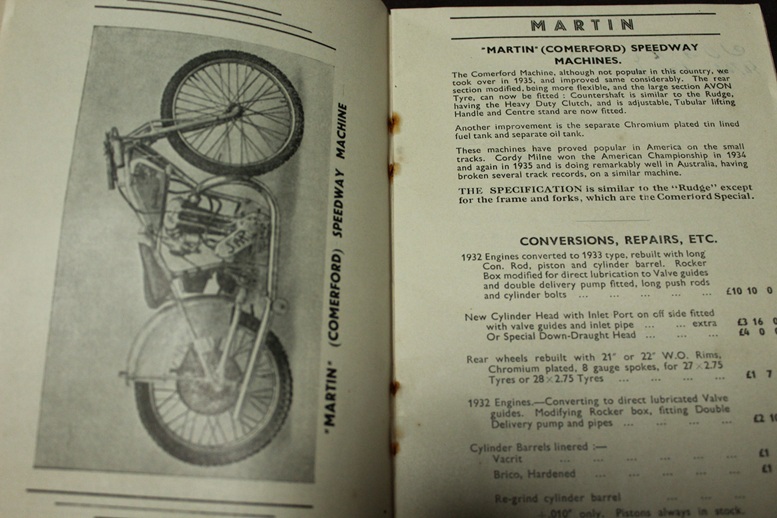 "MARTIN" (COMERFORD) SPEEDWAY MACHINE
MARTIN
"MARTIN" (COMERFORD) SPEEDWAY
MACHINES.
The Comerford Machine, although not popular in this country, we
took over in 1935, and improved same considerably. The rear
section modified, being more flexible, and the large section AVON
Tyre, can now be fitted : Countershaft is similar to the Rudge,
having the Heavy Duty Clutch, and is adjustable, Tubular lifting
Handle and Centre stand are now fitted.
Another improvement is the separate Chromium plated tin lined
fuel tank and separate oil tank.
These machines have proved popular in America on the small
tracks. Cordy Milne won the American Championship in 1934
and again in 1935 and is doing remarkably well in Australia, having
broken several track records, on a similar machine.
THE SPECIFICATION is similar to the "Rudge" except
for the frame and forks, which are the Comerford Special.
CONVERSIONS, REPAIRS, ETC.
1932 Engines converted to 1933 type, rebuilt with long
Con. Rod, piston and cylinder barrel. Rocker
Box modified for direct lubrication to Valve guides
and double delivery pump fitted, long push rods
and cylinder bolts ... ... ... ... ... £10 10 0
New Cylinder Head with Inlet Port on off side fitted
with valve guides and inlet pipe ... ... extra £3 16 0
Or Special Down-Draught Head ... ... ... £4 0 0
Rear wheels rebuilt with 21" or 22" W.O. Rims,
Chromium plated, 8 gauge spokes, for 27 × 2.75
Tyres or 28 × 2.75 Tyres ... ... ... ... £1 7
1932 Engines.—Converting to direct lubricated Valve
guides. Modifying Rocker box, fitting Double
Delivery pump and pipes ... ... ... ... £2 10
Cylinder Barrels linered :—
Vacrit ... ... ... ... ... £1
Brico, Hardened ... ... ... ... £1
Re-grind cylinder barrel ... ... ...
+ .010" only. Pistons always in stock.